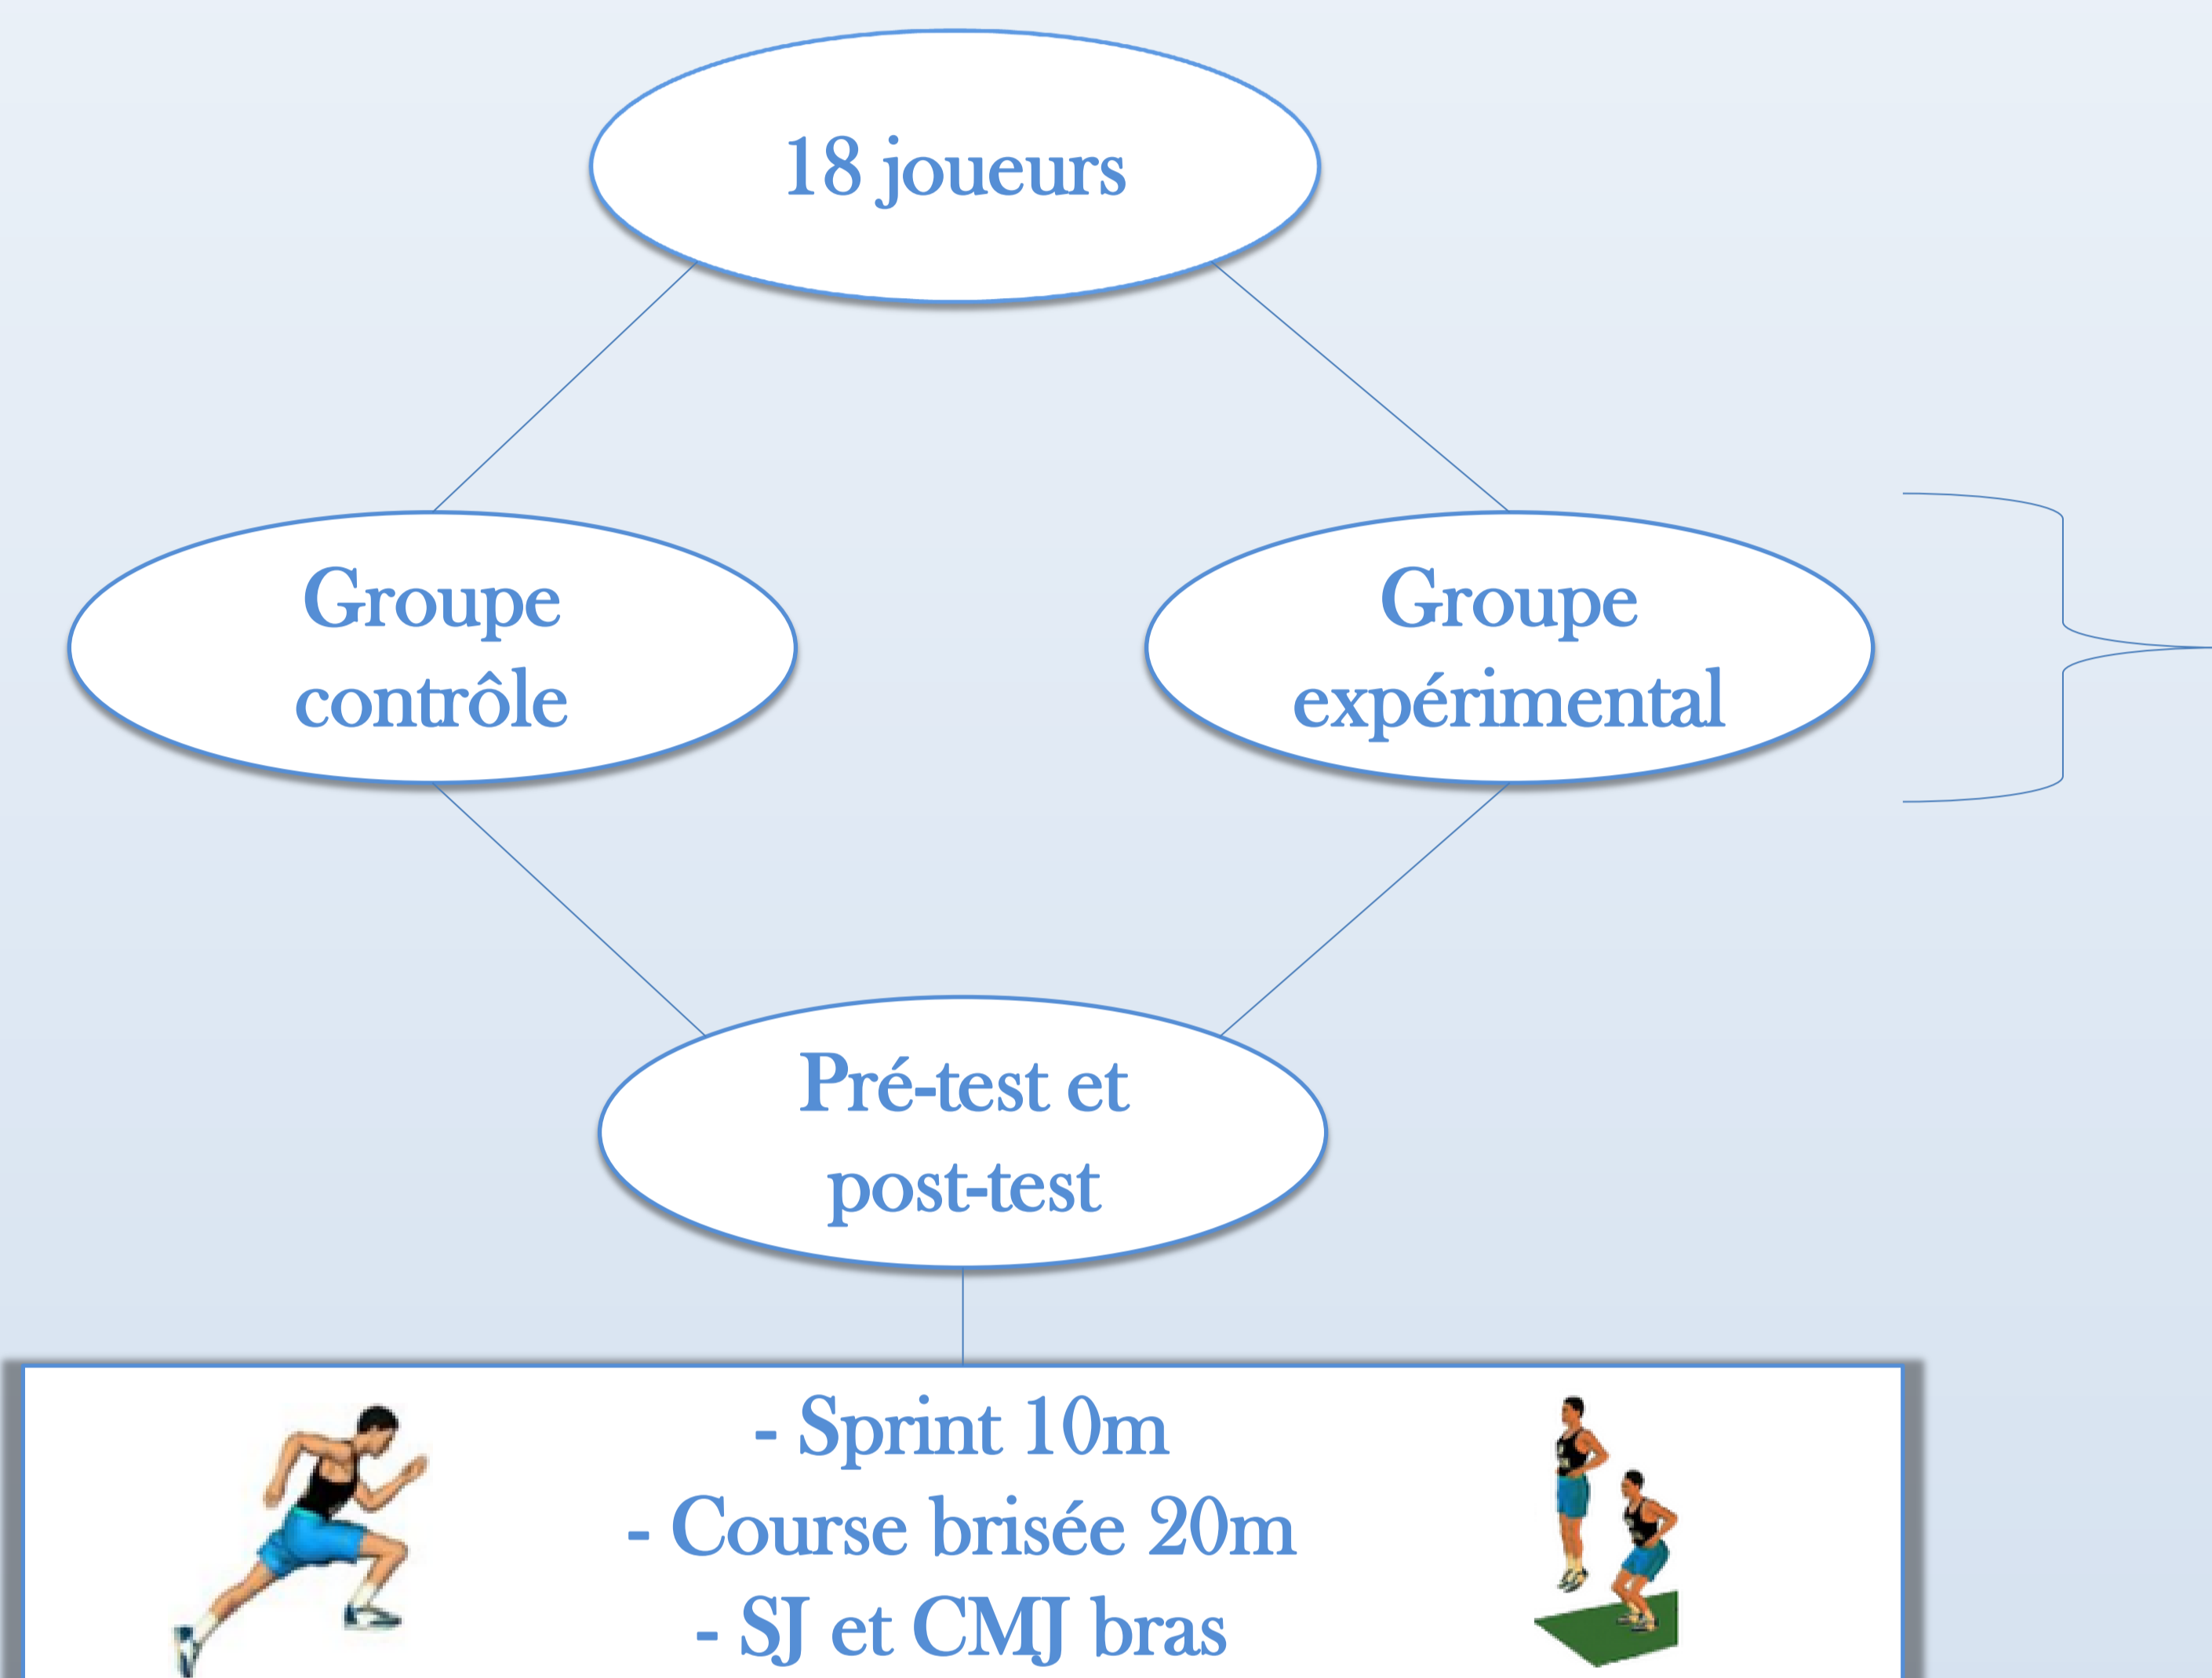 18 joueurs
Groupe
contrôle
Groupe
expérimental
Pré-test et
post-test
- Sprint 10m
- Course brisée 20m
- SJ et CMJ bras